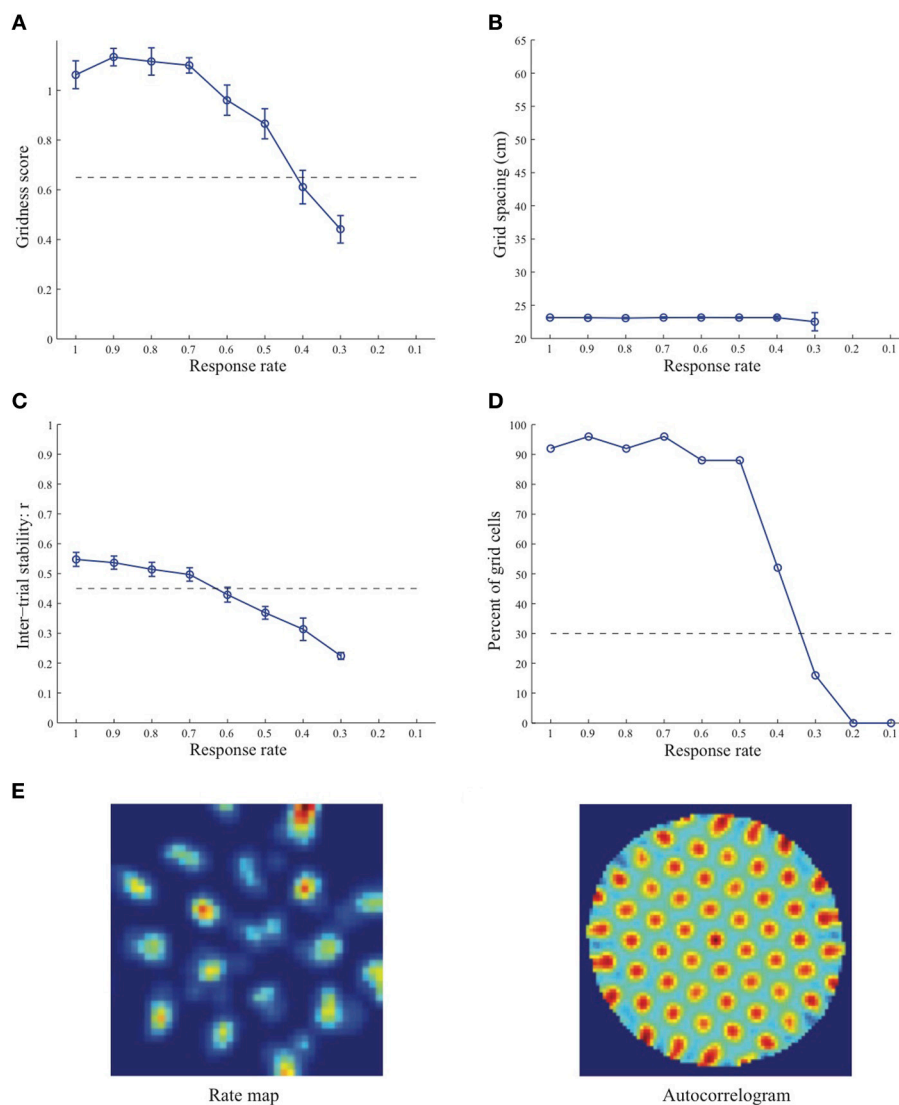 A
Gridness score
1
0.8
0.6
0.4
0.2
0
1 0.9 0.8 0.7 0.6 0.5 0.4 0.3 0.2 0.1
Response rate
B
Grid spacing (cm)
65
60
55
50
45
40
35
30
25
20
1 0.9 0.8 0.7 0.6 0.5 0.4 0.3 0.2 0.1
Response rate
C
Inter−trial stability: r
1
0.9
0.8
0.7
0.6
0.5
0.4
0.3
0.2
0.1
0
1 0.9 0.8 0.7 0.6 0.5 0.4 0.3 0.2 0.1
Response rate
D
Percent of grid cells
100
90
80
70
60
50
40
30
20
10
0
1 0.9 0.8 0.7 0.6 0.5 0.4 0.3 0.2 0.1
Response rate
E
Rate map
Autocorrelogram